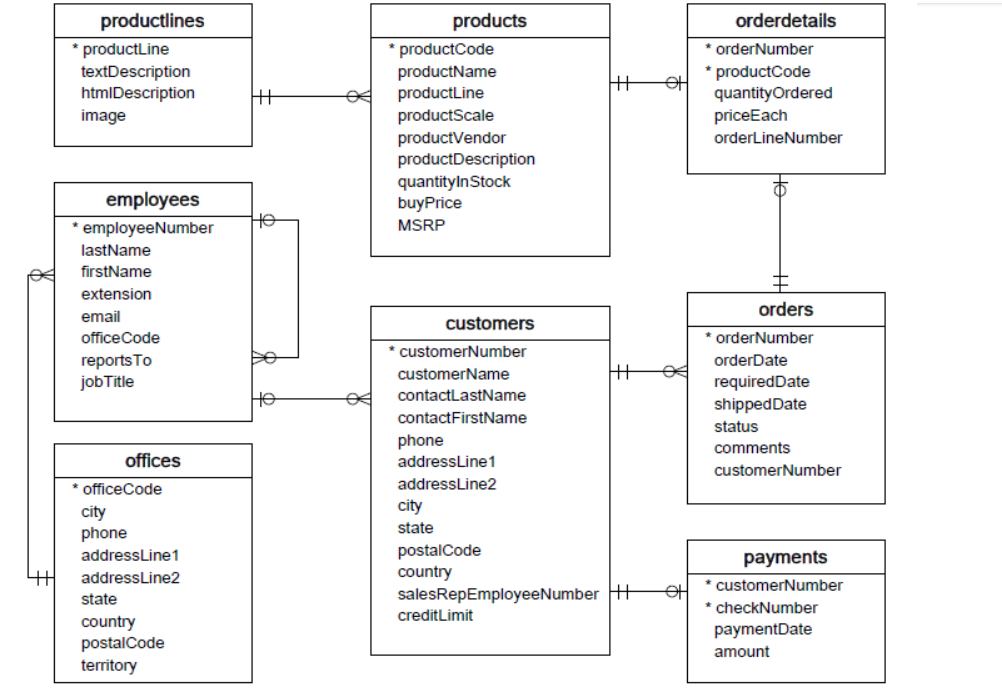 productlines
* productLine
textDescription
htmlDescription
image
products
* productCode
productName
productLine
productScale
productVendor
productDescription
quantityInStock
buyPrice
MSRP
orderdetails
* orderNumber
* productCode
quantityOrdered
priceEach
orderLineNumber
employees
* employeeNumber
lastName
firstName
extension
email
officeCode
reportsTo
jobTitle
customers
* customerNumber
customerName
contactLastName
contactFirstName
phone
addressLine1
addressLine2
city
state
postalCode
country
salesRepEmployeeNumber
creditLimit
orders
* orderNumber
orderDate
requiredDate
shippedDate
status
comments
customerNumber
offices
* officeCode
city
phone
addressLine1
addressLine2
state
country
postalCode
territory
payments
* customerNumber
* checkNumber
paymentDate
amount